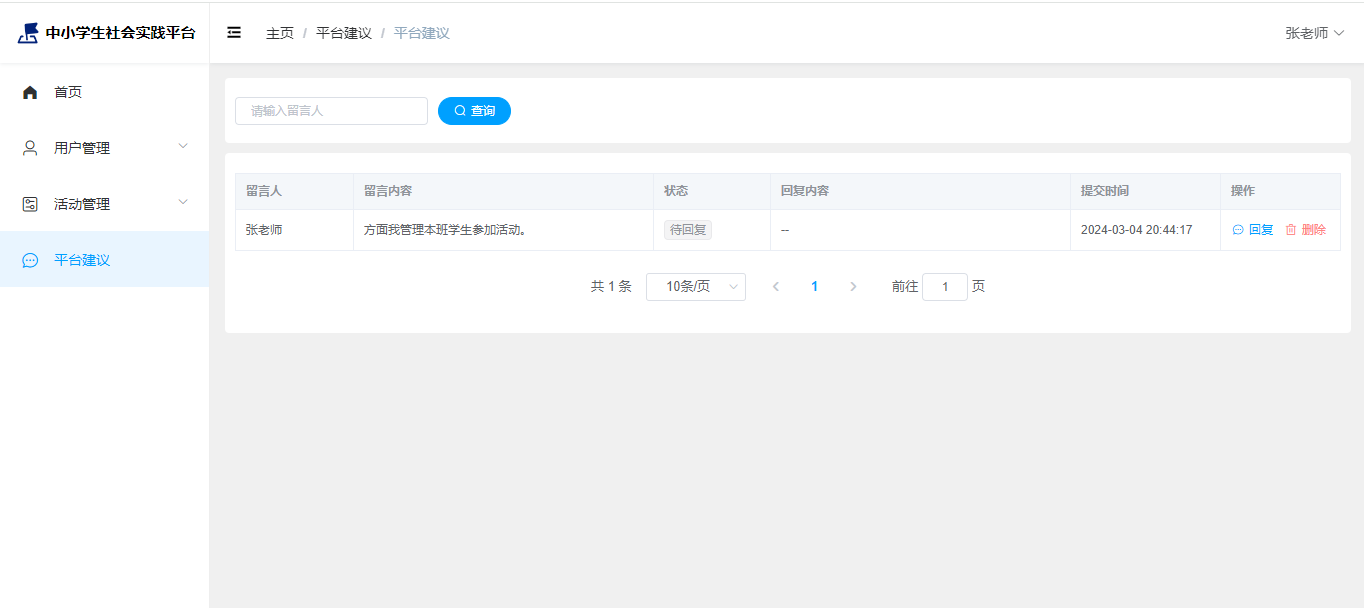 中小学生社会实践平台
主页 / 平台建议 / 平台建议
张老师
首页
用户管理
活动管理
平台建议
请输入留言人
查询
留言人 留言内容 状态 回复内容 提交时间 操作
张老师 方面我管理本班学生参加活动。 待回复 -- 2024-03-04 20:44:17 回复 删除
共 1 条 10条/页 1 前往 1 页